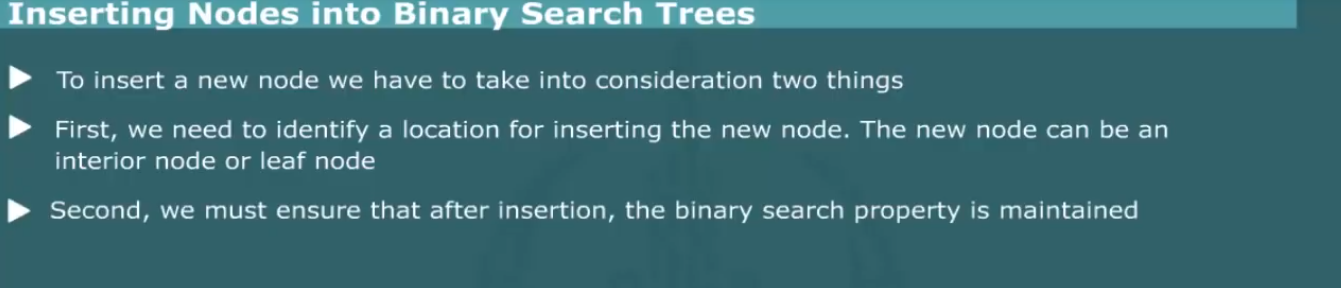 Inserting Nodes into Binary Search Trees
To insert a new node we have to take into consideration two things
First, we need to identify a location for inserting the new node. The new node can be an
interior node or leaf node
Second, we must ensure that after insertion, the binary search property is maintained